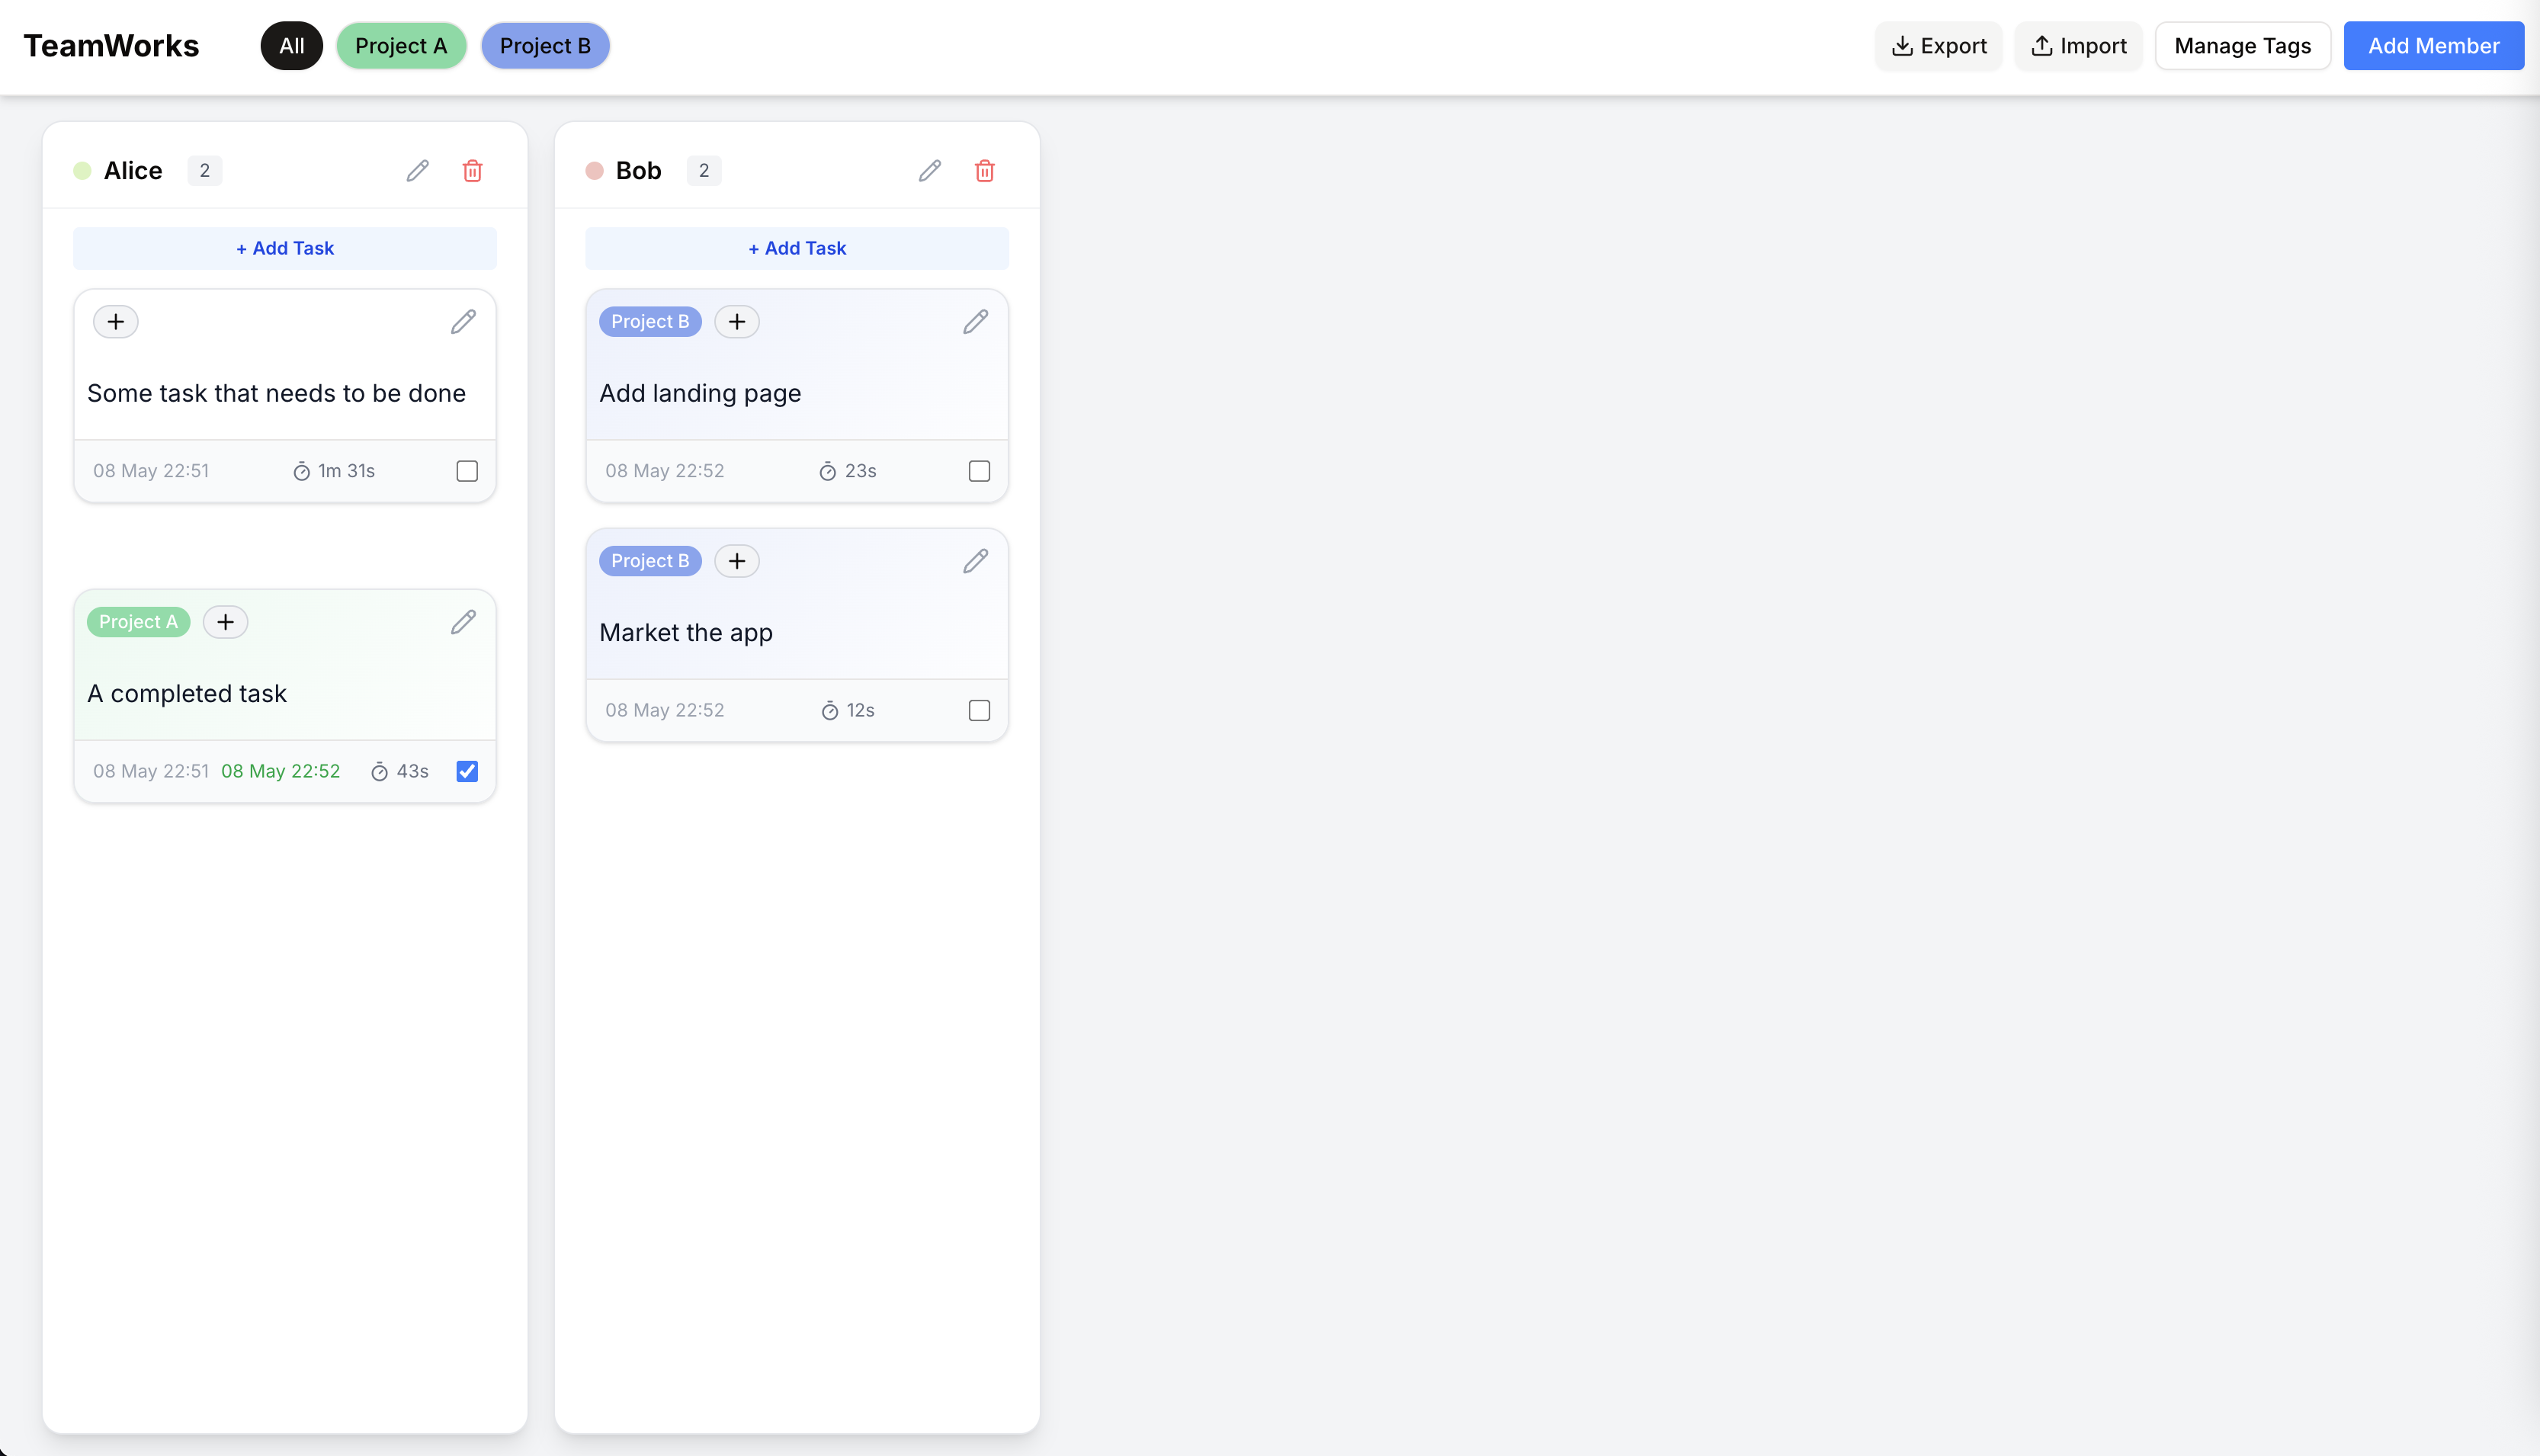 TeamWorks
All
Project A
Project B
Export
Import
Manage Tags
Add Member
Alice
2
+ Add Task
Some task that needs to be done
08 May 22:51
1m 31s
Project A
A completed task
08 May 22:51 08 May 22:52
43s
Bob
2
+ Add Task
Project B
Add landing page
08 May 22:52
23s
Project B
Market the app
08 May 22:52
12s